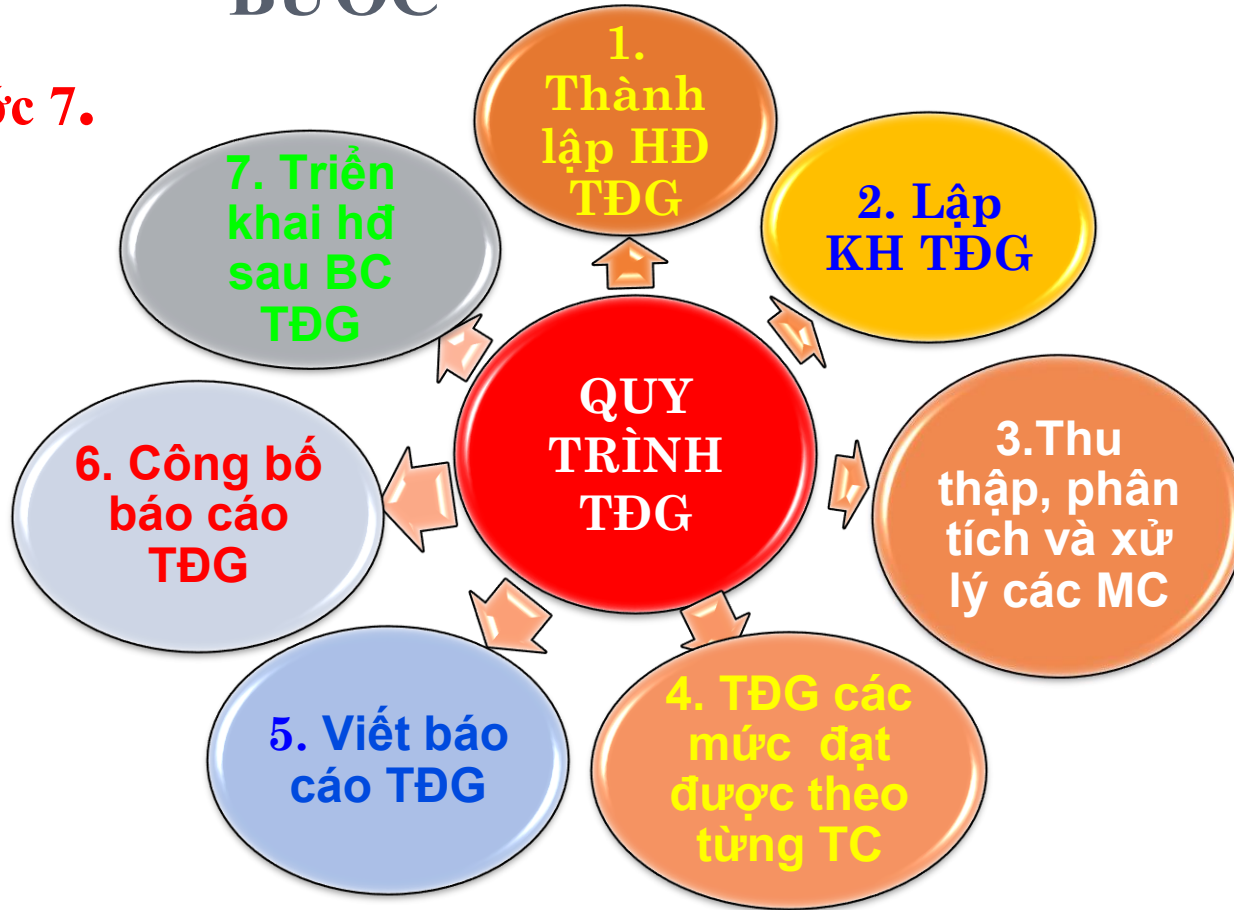 BƯỚC
7.
1.
Thành
lập HĐ
TĐG
2. Lập
KH TĐG
3.Thu
thập, phân
tích và xử
lý các MC
4. TĐG các
mức đạt
được theo
từng TC
5. Viết báo
cáo TĐG
6. Công bố
báo cáo
TĐG
7. Triển
khai hđ
sau BC
TĐG
QUY
TRÌNH
TĐG